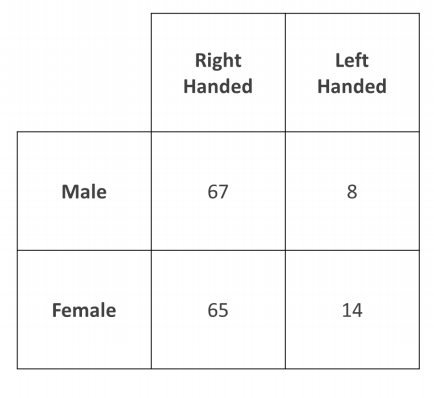 Right Handed
Left Handed
Male 67 8
Female 65 14